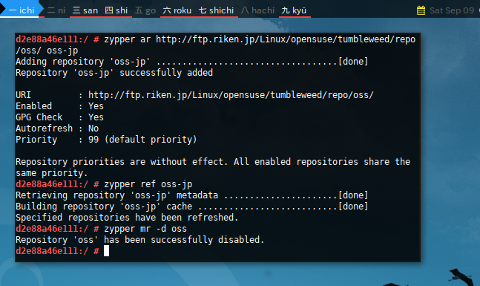 一 ichi 二 ni 三 san 四 shi 五 go 六 roku 七 shichi 八 hachi 九 kyū Sat Sep 09
d2e88a46e111:/ # zypper ar http://ftp.riken.jp/Linux/opensuse/tumbleweed/repo
/oss/ oss-jp
Adding repository 'oss-jp' ...................................[done]
Repository 'oss-jp' successfully added
URI         : http://ftp.riken.jp/Linux/opensuse/tumbleweed/repo/oss/
Enabled     : Yes
GPG Check   : Yes
Autorefresh : No
Priority    : 99 (default priority)
Repository priorities are without effect. All enabled repositories share the
same priority.
d2e88a46e111:/ # zypper ref oss-jp
Retrieving repository 'oss-jp' metadata ......................[done]
Building repository 'oss-jp' cache ...........................[done]
Specified repositories have been refreshed.
d2e88a46e111:/ # zypper mr -d oss
Repository 'oss' has been successfully disabled.
d2e88a46e111:/ #